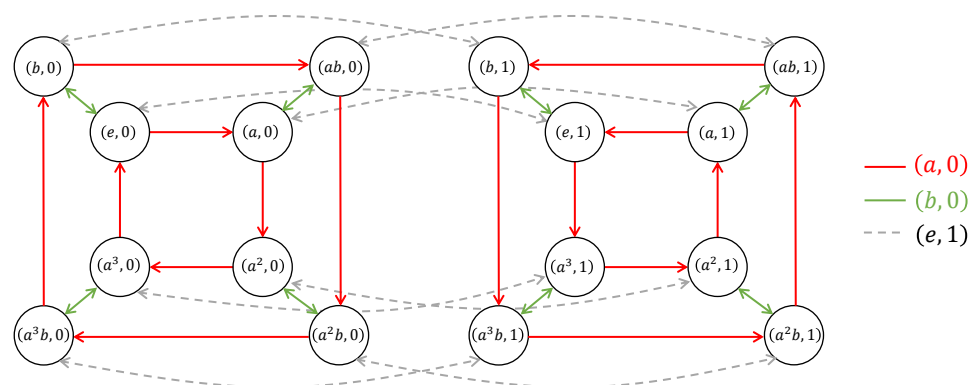 (b, 0) (ab, 0) (b, 1) (ab, 1)
(e, 0) (a, 0) (e, 1) (a, 1)
(a, 0)
(b, 0)
(e, 1)
(a³, 0) (a², 0) (a³, 1) (a², 1)
(a³b, 0) (a²b, 0) (a³b, 1) (a²b, 1)